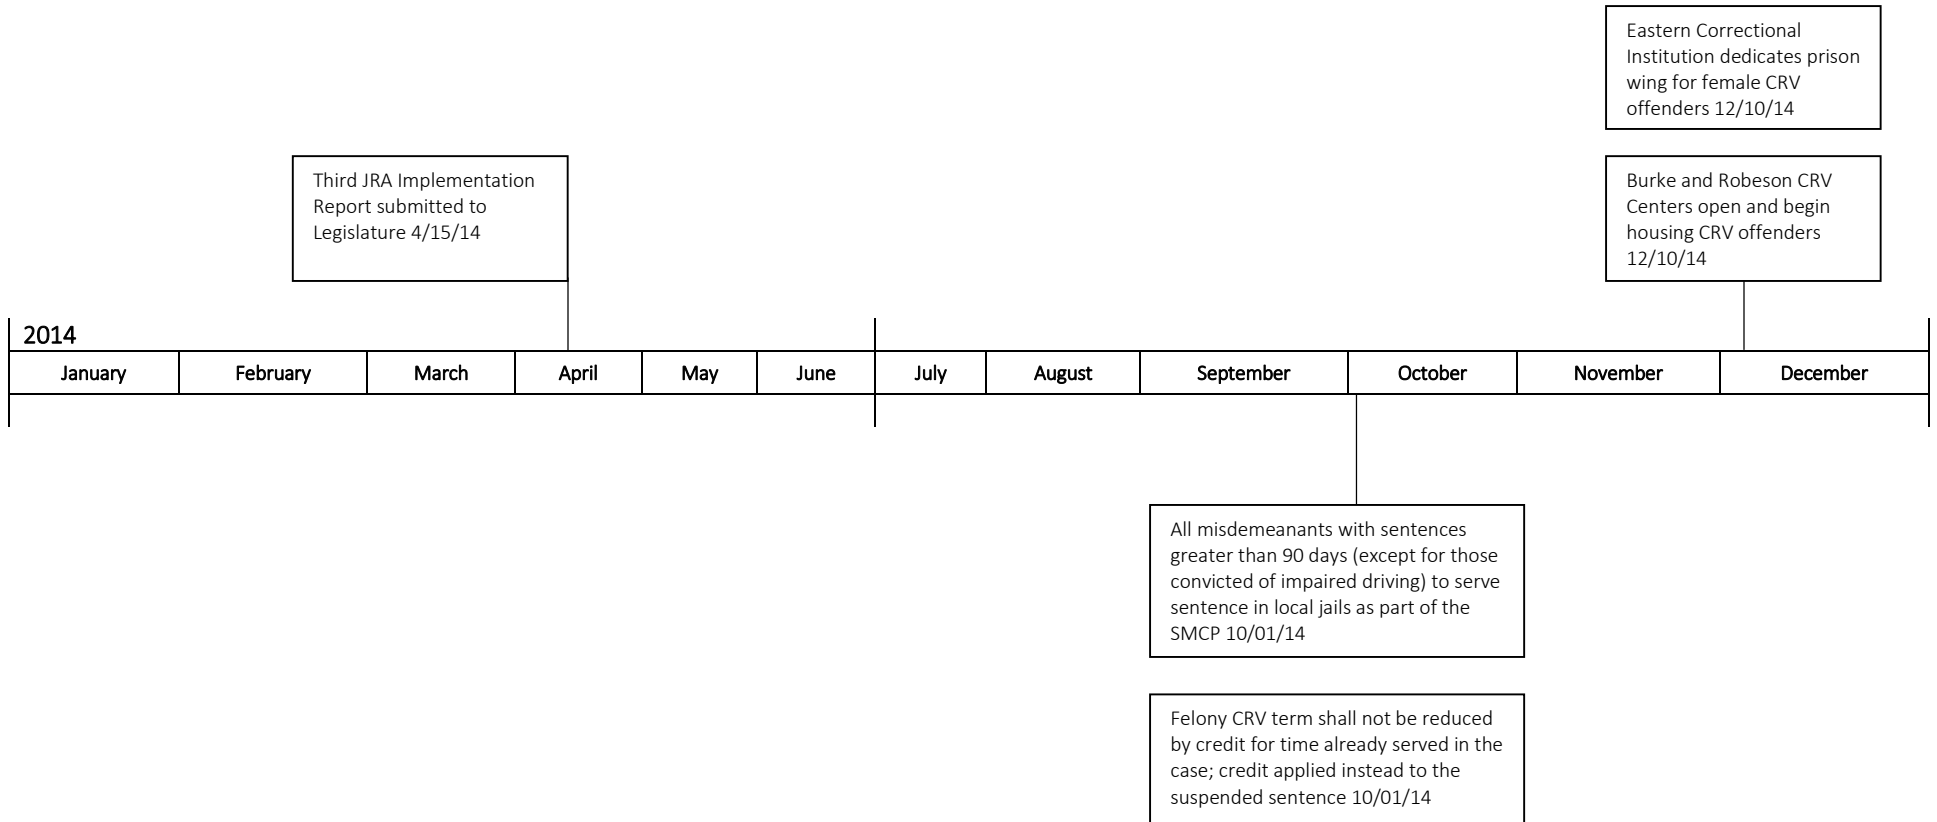 Eastern Correctional
Institution dedicates prison
wing for female CRV
offenders 12/10/14
Third JRA Implementation
Report submitted to
Legislature 4/15/14
Burke and Robeson CRV
Centers open and begin
housing CRV offenders
12/10/14
2014
January February March April May June July August September October November December
All misdemeanants with sentences
greater than 90 days (except for those
convicted of impaired driving) to serve
sentence in local jails as part of the
SMCP 10/01/14
Felony CRV term shall not be reduced
by credit for time already served in the
case; credit applied instead to the
suspended sentence 10/01/14